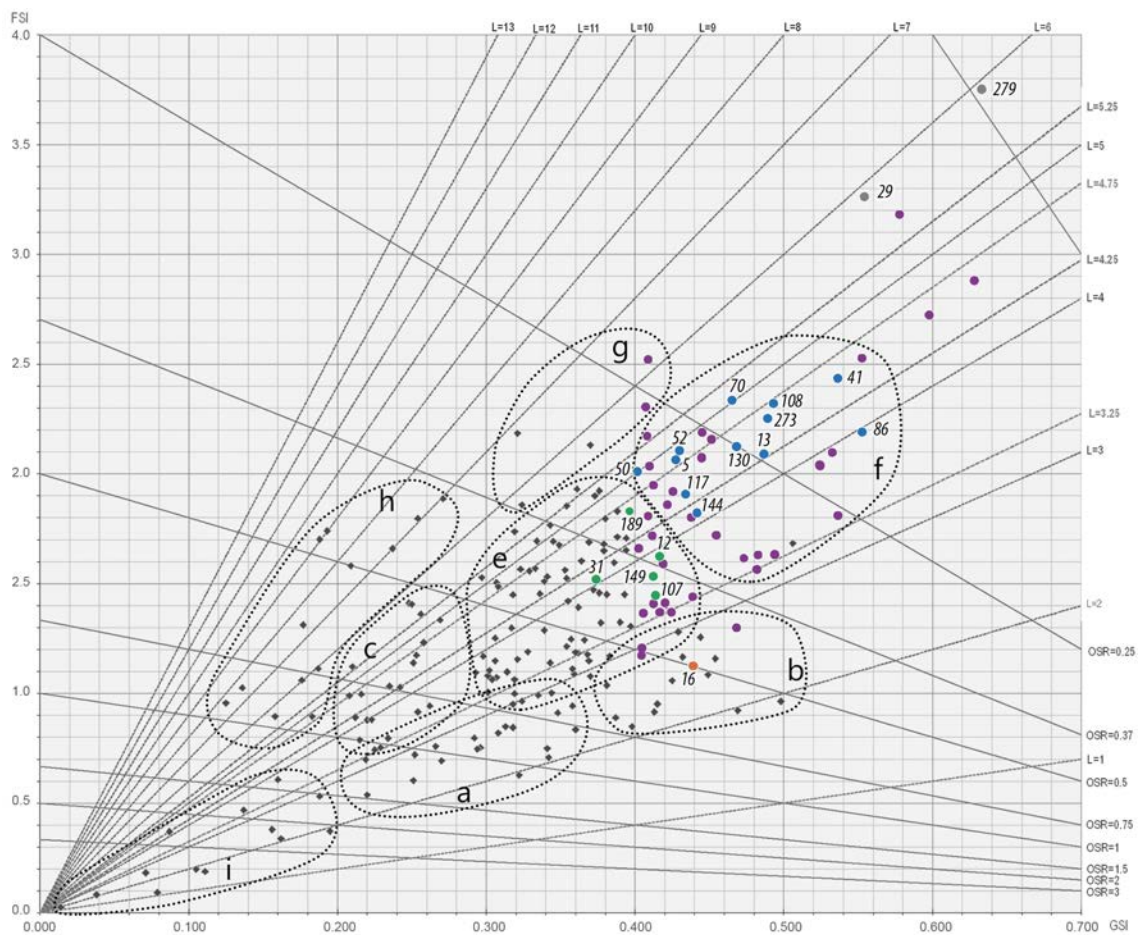 FSI
L=13 L=12 L=11 L=10 L=9 L=8 L=7 L=6
4.0
279
L=5.25
3.5
L=5
29
L=4.75
3.0
L=4.25
L=4
g
2.5
70
41
108
273
L=3.25
52
13
86
2.0
50
5
130
L=3
117
f
h
144
189
12
e
1.5
31
149
107
L=2
c
OSR=0.25
16
b
1.0
OSR=0.37
L=1
OSR=0.5
a
0.5
OSR=0.75
OSR=1
i
OSR=1.5
OSR=2
OSR=3
0.0
0.000 0.100 0.200 0.300 0.400 0.500 0.600 0.700 GSI